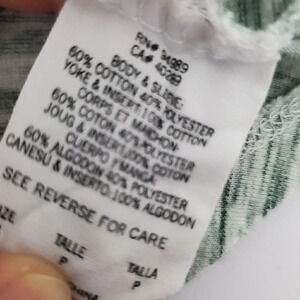 RN# 94989
CA# 40289
BODY & SLEEVE:
60% COTTON 40% POLYESTER
YOKE & INSERT:100% COTTON
60% COTON 40% POLYESTER
CORPS ET MANCHON:
JOUG & INSERT:100% COTON
CUERPO / MANGA
60% ALGODON 40% POLYESTER
CANESU & INSERTO:100% ALGODON
SEE REVERSE FOR CARE
TALLE TALLA
P P